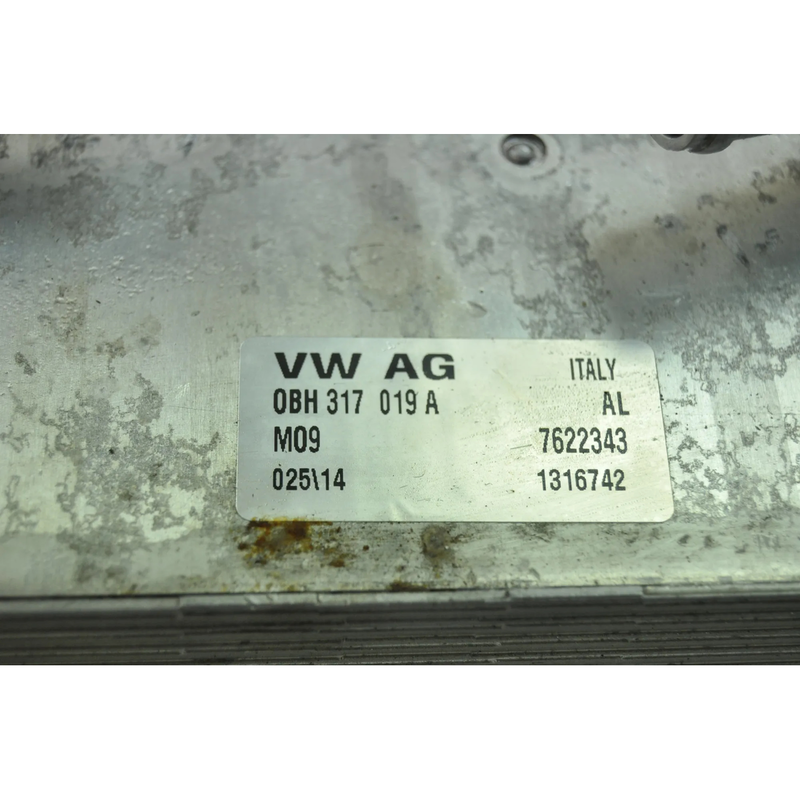 VW AG ITALY
0BH 317 019 A AL
M09 7622343
025\14 1316742